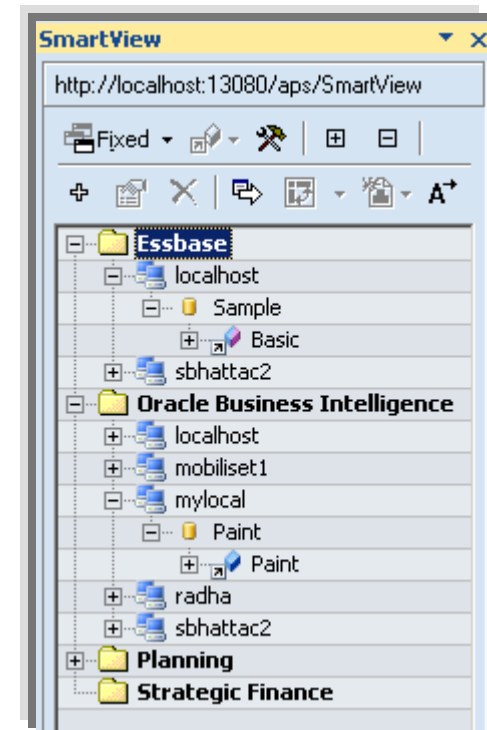 SmartView
http://localhost:13080/aps/SmartView
Fixed
A
Essbase
localhost
Sample
Basic
sbhattac2
Oracle Business Intelligence
localhost
mobiliset1
mylocal
Paint
Paint
radha
sbhattac2
Planning
Strategic Finance